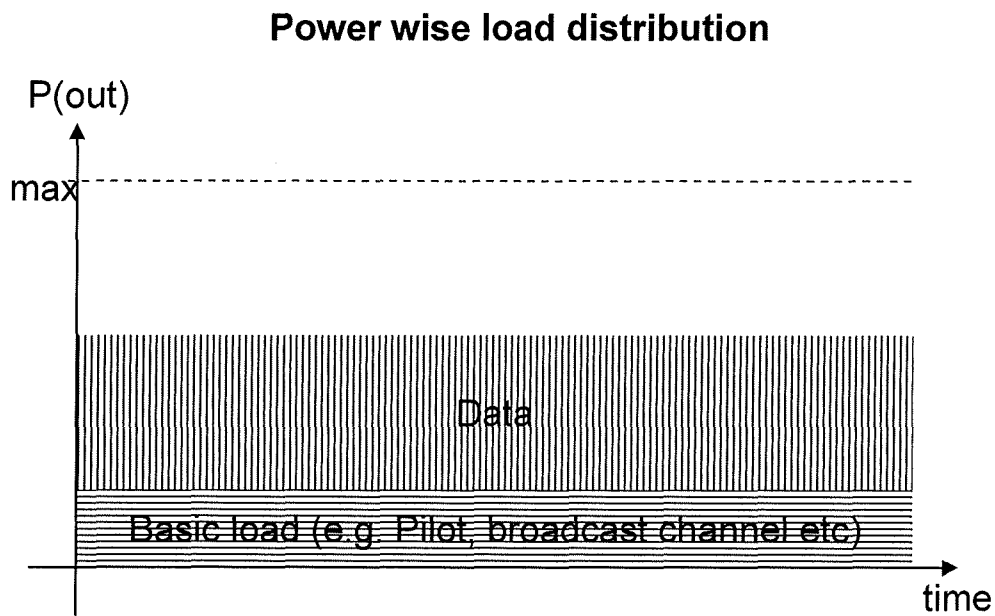 Power wise load distribution
P(out)
max
Data
Basic load (e.g. Pilot, broadcast channel etc)
time